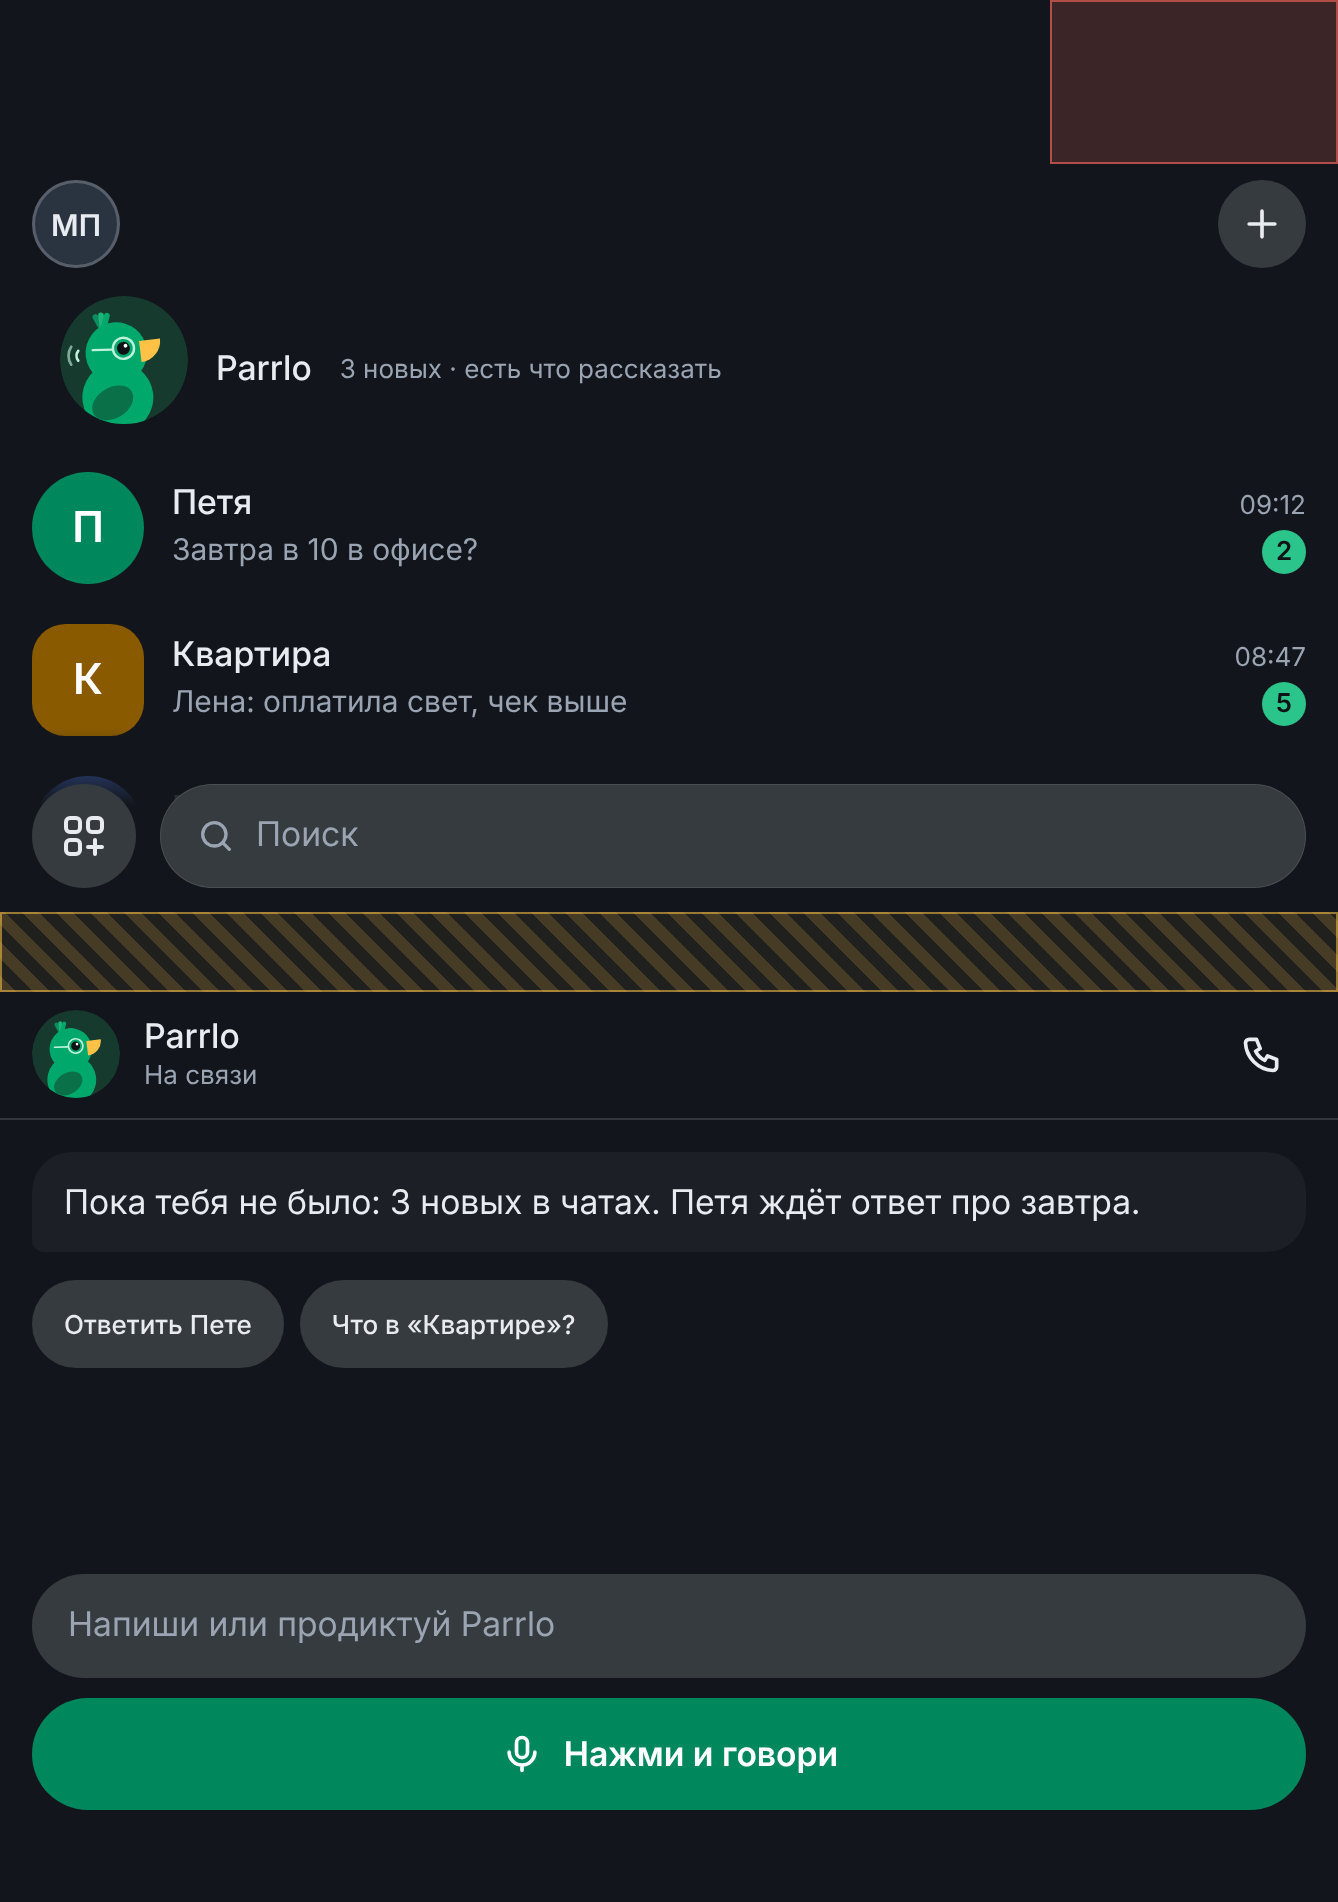 МП
Parrlo 3 новых · есть что рассказать
П
Петя 09:12
Завтра в 10 в офисе? 2
К
Квартира 08:47
Лена: оплатила свет, чек выше 5
Поиск
Parrlo
На связи
Пока тебя не было: 3 новых в чатах. Петя ждёт ответ про завтра.
Ответить Пете Что в «Квартире»?
Напиши или продиктуй Parrlo
Нажми и говори